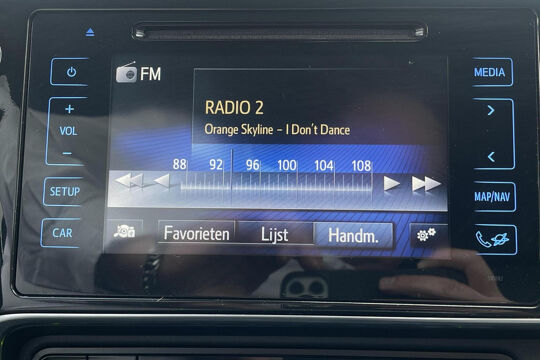 FM
MEDIA
RADIO 2
+
Orange Skyline – I Don't Dance
VOL
–
88 92 96 100 104 108
SETUP
MAP/NAV
CAR
Favorieten
Lijst
Handm.